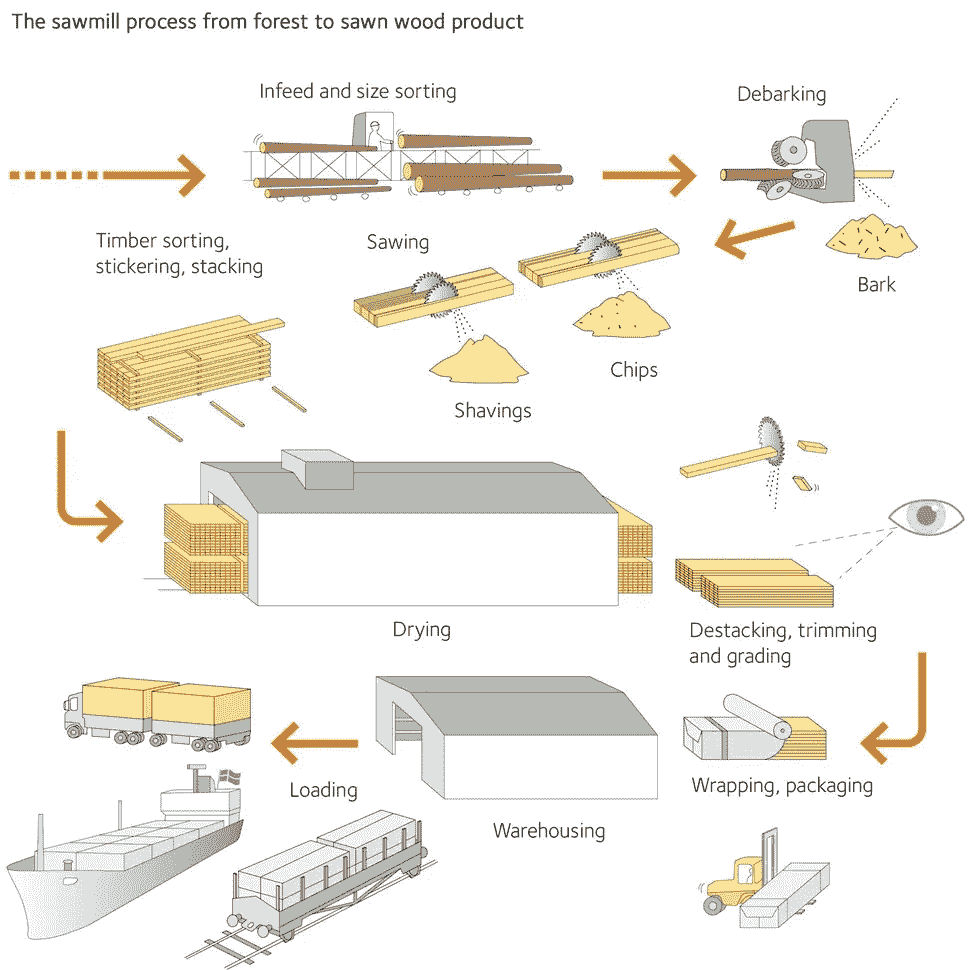 The sawmill process from forest to sawn wood product
Infeed and size sorting
Debarking
Timber sorting,
stickering, stacking
Sawing
Bark
Chips
Shavings
Drying
Destacking, trimming
and grading
Wrapping, packaging
Loading
Warehousing